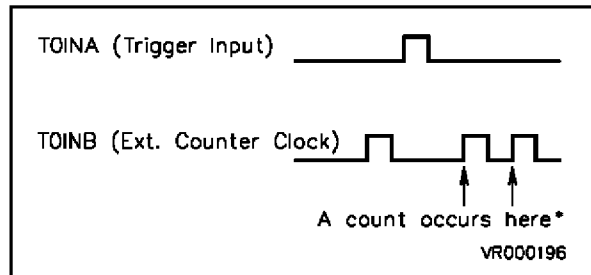 TOINA (Trigger Input)
TOINB (Ext. Counter Clock)
A count occurs here*
VR000196